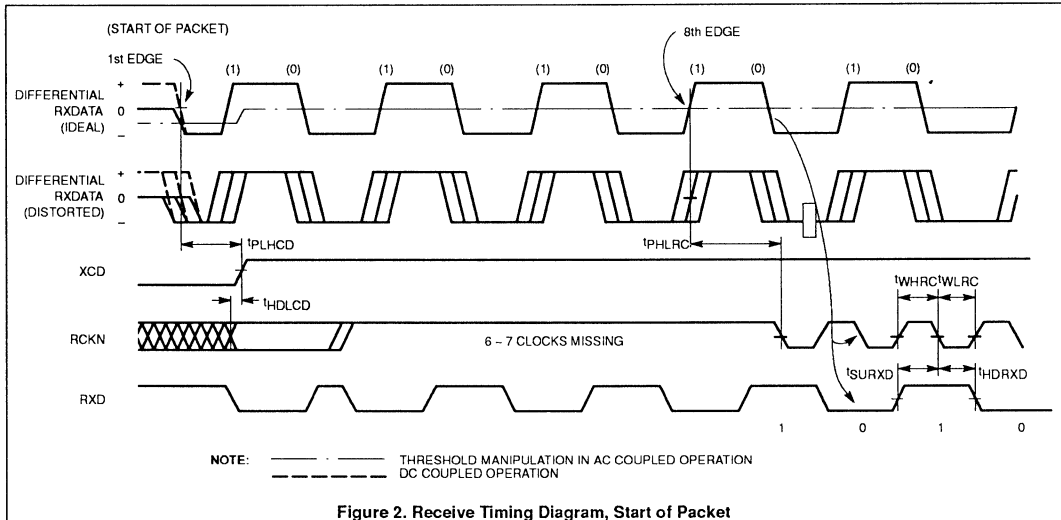 (START OF PACKET)
1st EDGE
8th EDGE
(1) (0) (1) (0) (1) (0) (1) (0) (1) (0)
DIFFERENTIAL
RXDATA
(IDEAL)
+
0
–
DIFFERENTIAL
RXDATA
(DISTORTED)
+
0
–
tPLHCD
tPHLRC
XCD
tHDLCD
tWHRC tWLRC
RCKN
6 – 7 CLOCKS MISSING
tSURXD
tHDRXD
RXD
1 0 1 0
NOTE: THRESHOLD MANIPULATION IN AC COUPLED OPERATION
DC COUPLED OPERATION
Figure 2. Receive Timing Diagram, Start of Packet